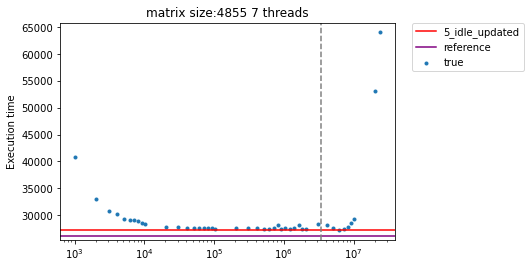 matrix size:4855 7 threads
Execution time
65000
60000
55000
50000
45000
40000
35000
30000
10³
10⁴
10⁵
10⁶
10⁷
5_idle_updated
reference
true